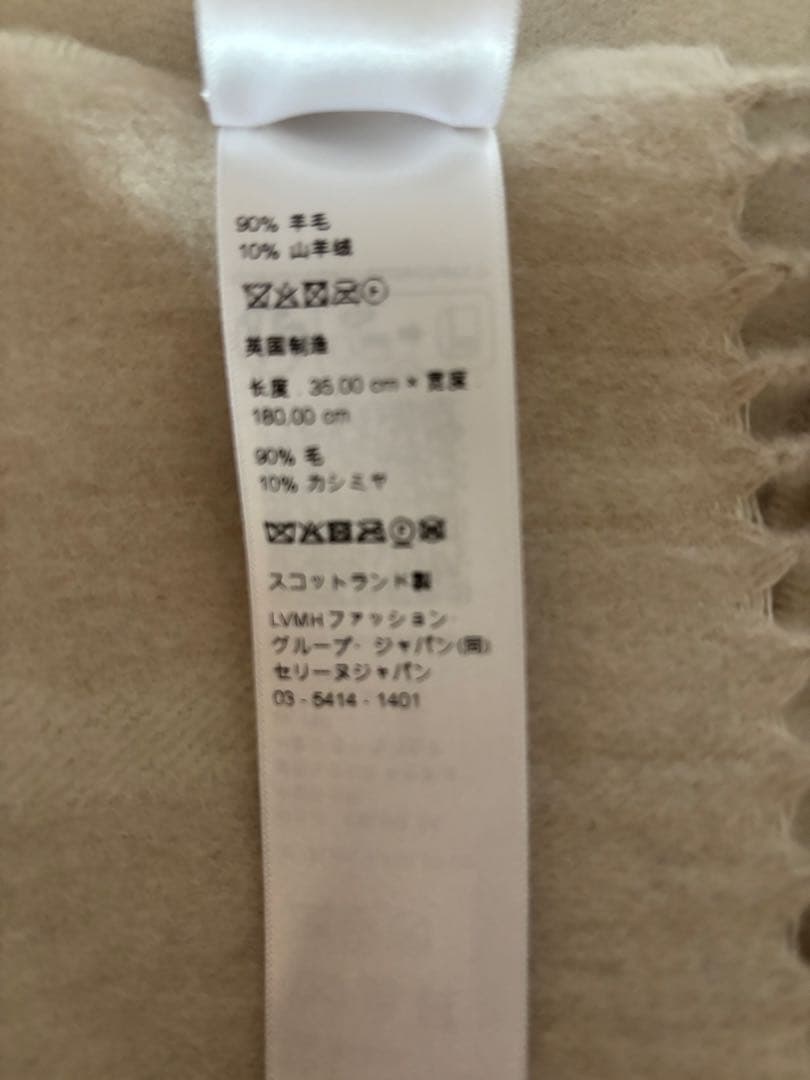 90% 羊毛
10% 山羊绒
英国制造
长度 . 35.00 cm * 宽度
180.00 cm
90% 毛
10% カシミヤ
スコットランド製
LVMHファッション
グループ・ジャパン(同)
セリーヌジャパン
03 - 5414 - 1401